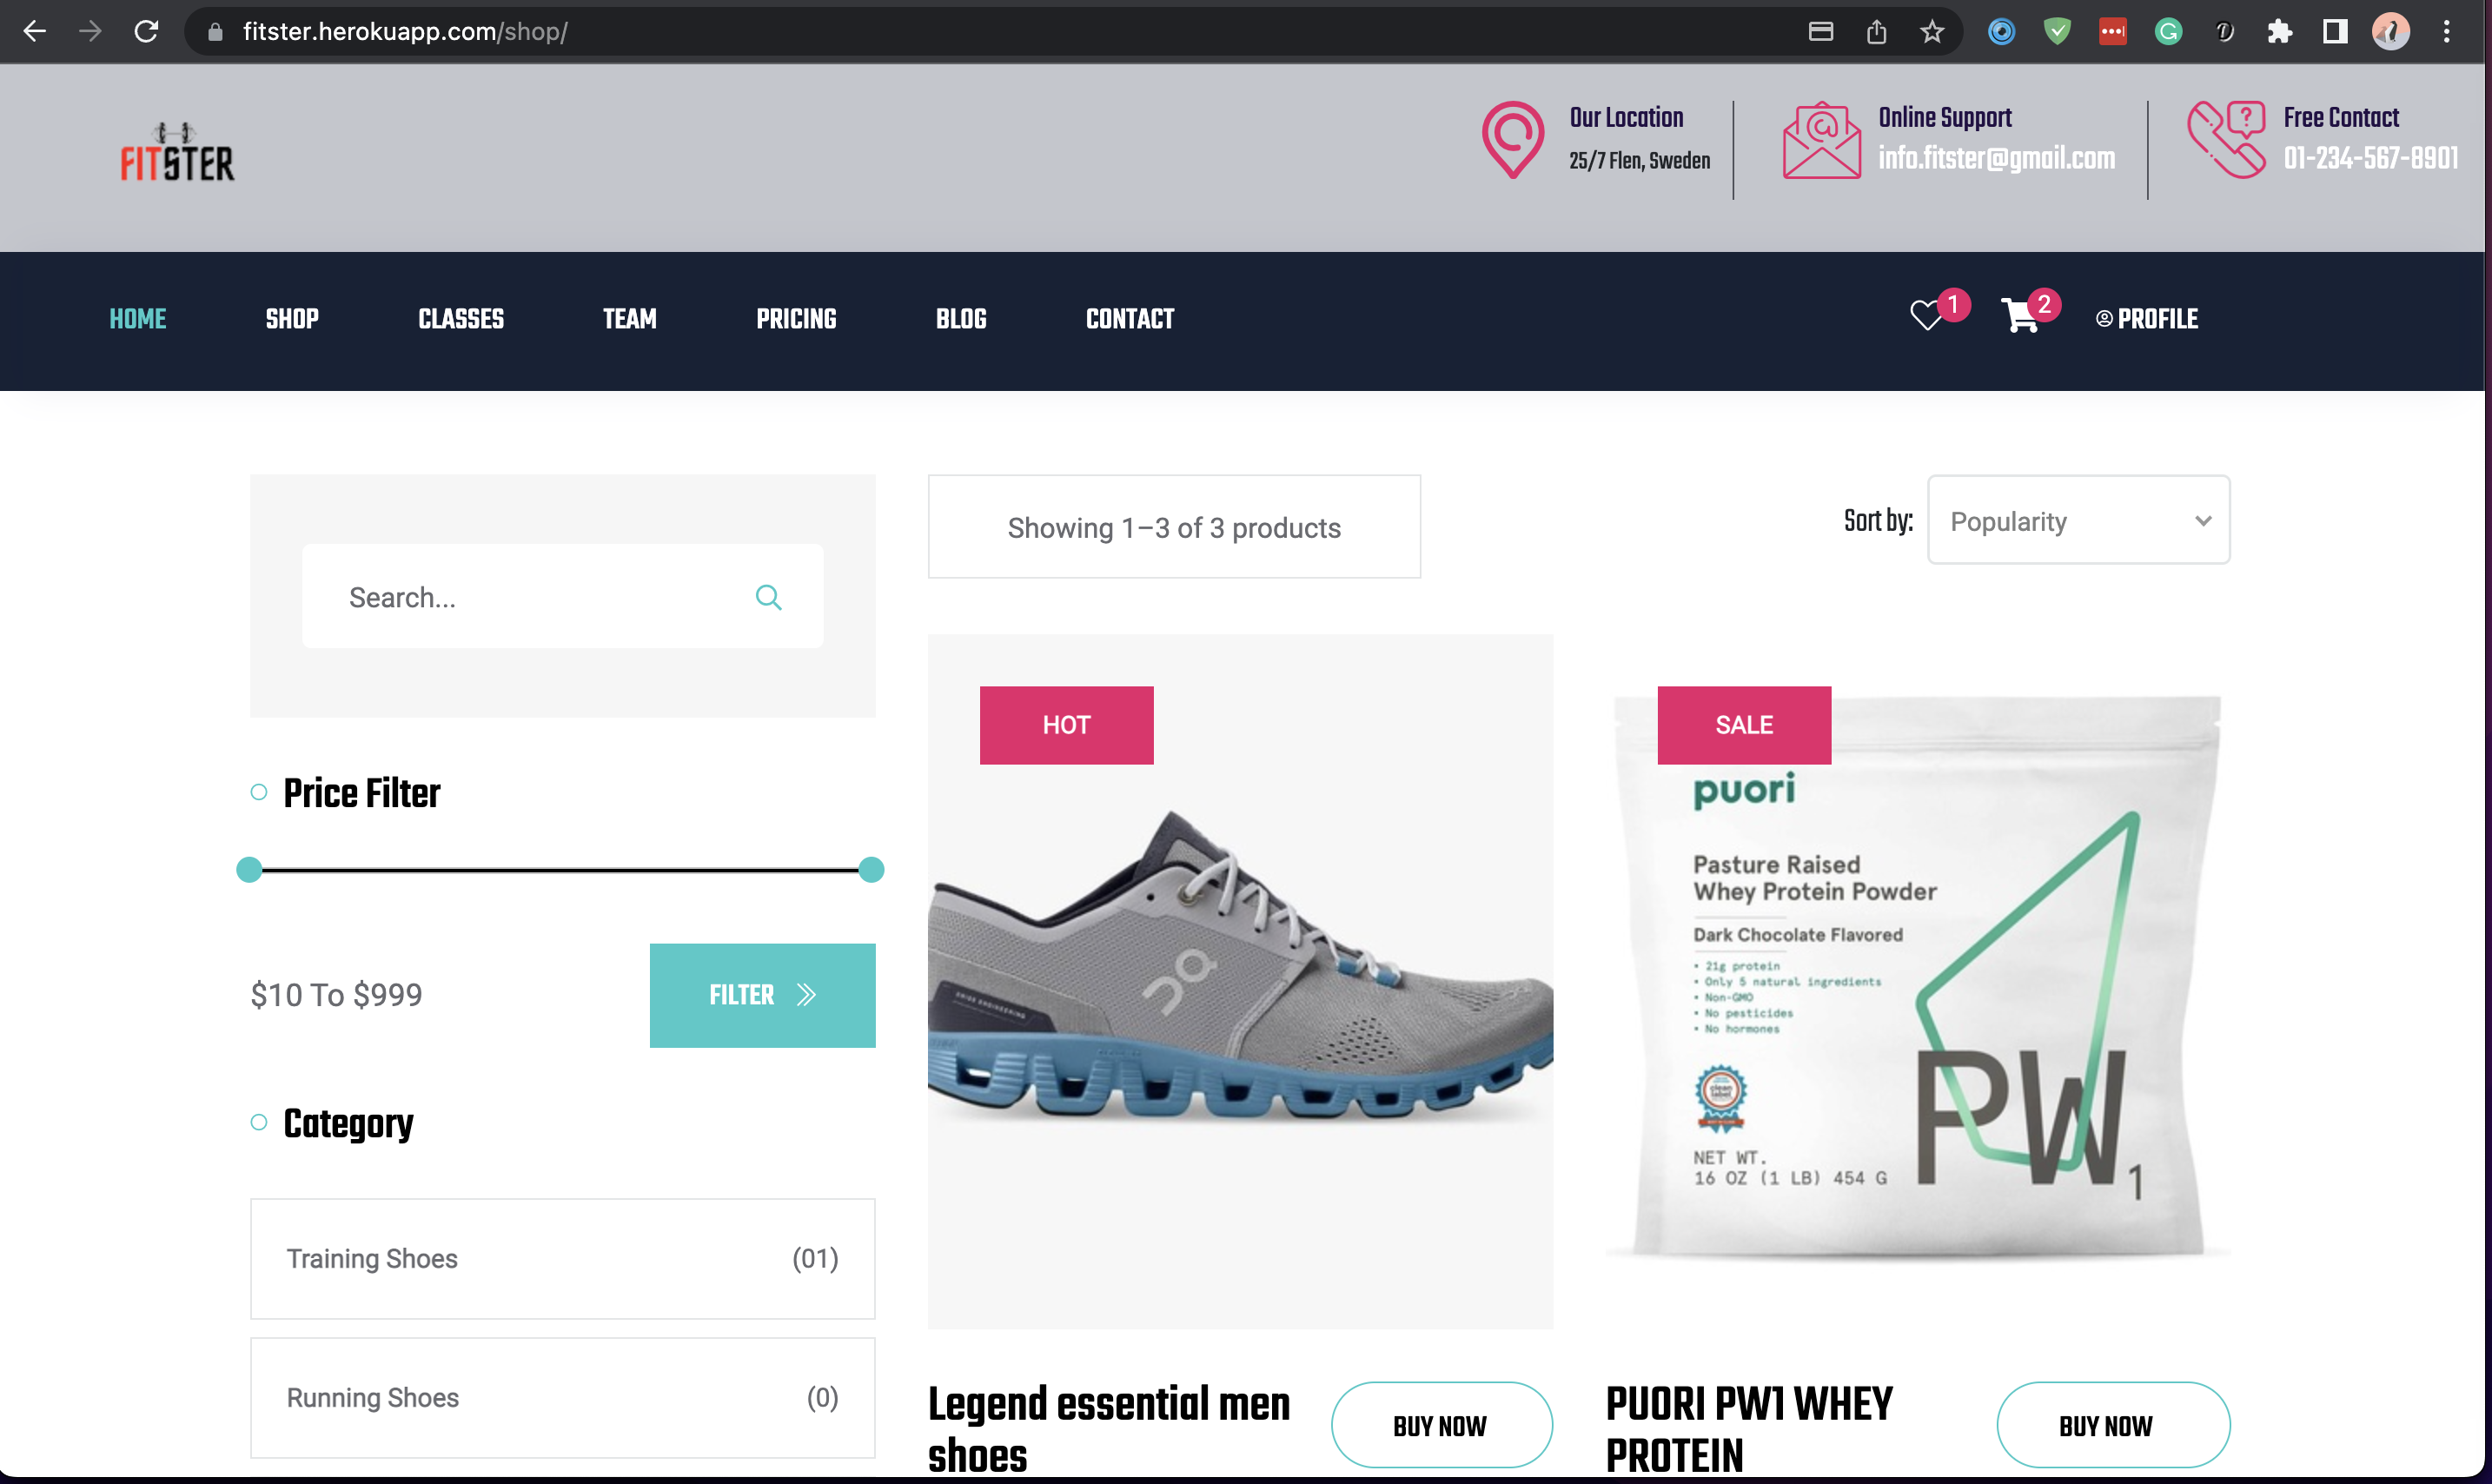 fitster.herokuapp.com/shop/
FITSTER
Our Location
25/7 Flen, Sweden
Online Support
info.fitster@gmail.com
Free Contact
01-234-567-8901
HOME SHOP CLASSES TEAM PRICING BLOG CONTACT
1
2
PROFILE
Search...
Showing 1–3 of 3 products
Sort by: Popularity
Price Filter
$10 To $999
FILTER
Category
Training Shoes (01)
Running Shoes (0)
HOT
SWISS ENGINEERING
Legend essential men
shoes
BUY NOW
SALE
puori
Pasture Raised
Whey Protein Powder
Dark Chocolate Flavored
• 21g protein
• Only 5 natural ingredients
• Non-GMO
• No pesticides
• No hormones
clean
label
NET WT.
16 OZ (1 LB) 454 G
PW1
PUORI PW1 WHEY
PROTEIN
BUY NOW